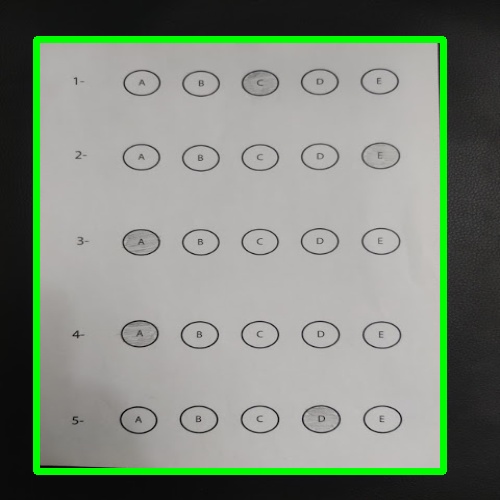 1- A B C D E
2- A B C D E
3- A B C D E
4- A B C D E
5- A B C D E